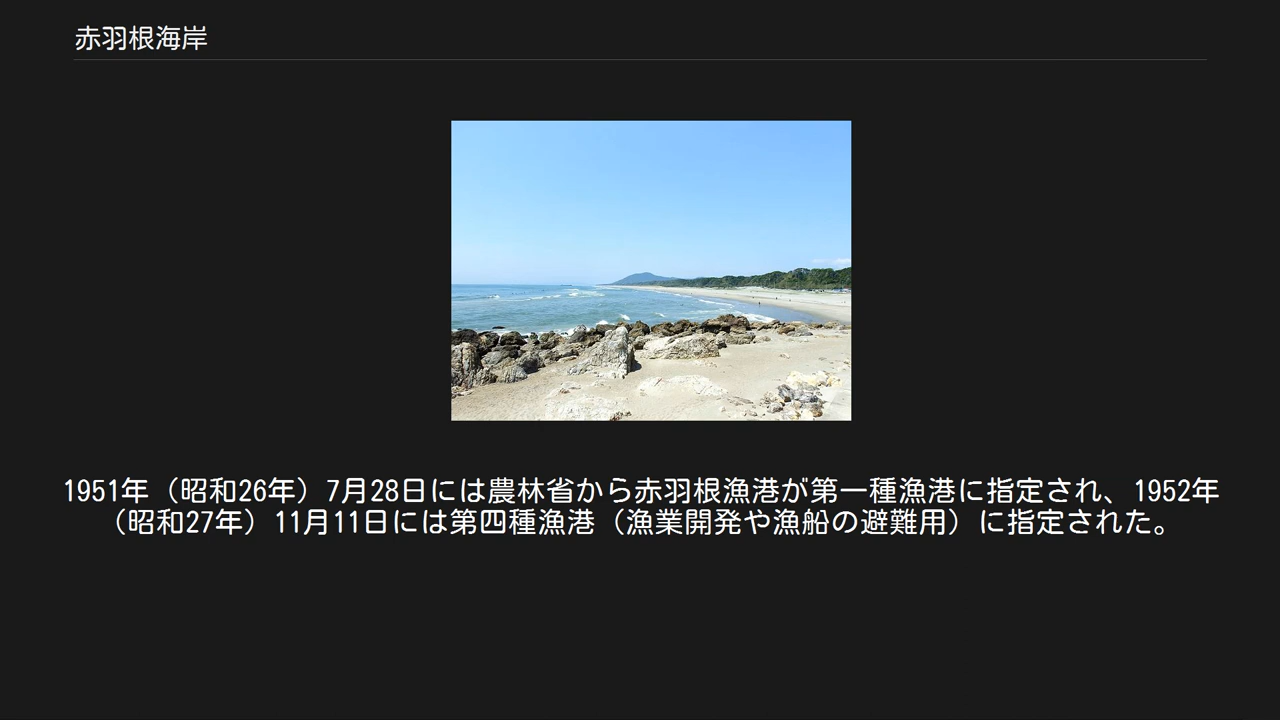 赤羽根海岸
1951年（昭和26年）7月28日には農林省から赤羽根漁港が第一種漁港に指定され、1952年
（昭和27年）11月11日には第四種漁港（漁業開発や漁船の避難用）に指定された。